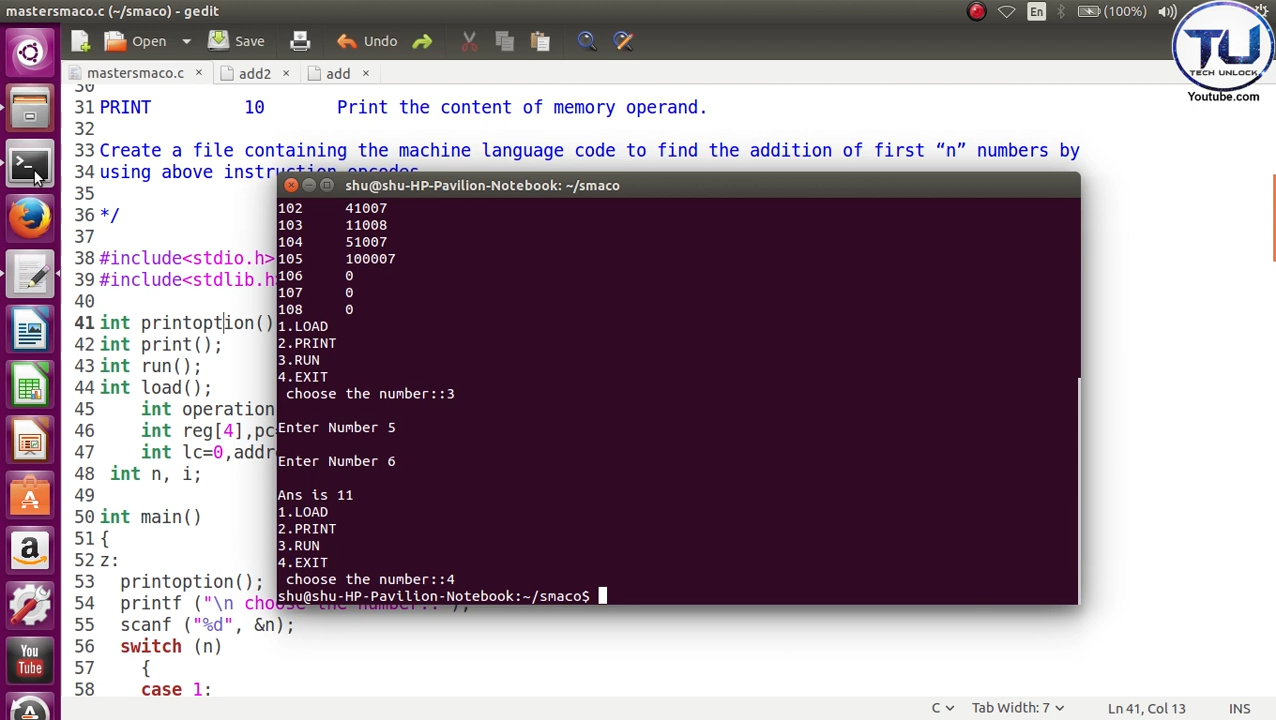 mastersmaco.c (~/smaco) - gedit
En
(100%)
Open
Save
Undo
TU
TECH UNLOCK
Youtube.com
mastersmaco.c × add2 × add ×
30
31 PRINT 10 Print the content of memory operand.
32
33 Create a file containing the machine language code to find the addition of first “n” numbers by
34 using above instruction opcodes
35
36 */
37
38 #include<stdio.h>
39 #include<stdlib.h
40
41 int printoption()
42 int print();
43 int run();
44 int load();
45 int operation
46 int reg[4],pc
47 int lc=0,addr
48 int n, i;
49
50 int main()
51 {
52 z:
53 printoption();
54 printf ("\n choose the number::");
55 scanf ("%d", &n);
56 switch (n)
57 {
58 case 1:
shu@shu-HP-Pavilion-Notebook: ~/smaco
102 41007
103 11008
104 51007
105 100007
106 0
107 0
108 0
1.LOAD
2.PRINT
3.RUN
4.EXIT
choose the number::3
Enter Number 5
Enter Number 6
Ans is 11
1.LOAD
2.PRINT
3.RUN
4.EXIT
choose the number::4
shu@shu-HP-Pavilion-Notebook:~/smaco$
a
You
Tube
C
Tab Width: 7
Ln 41, Col 13
INS